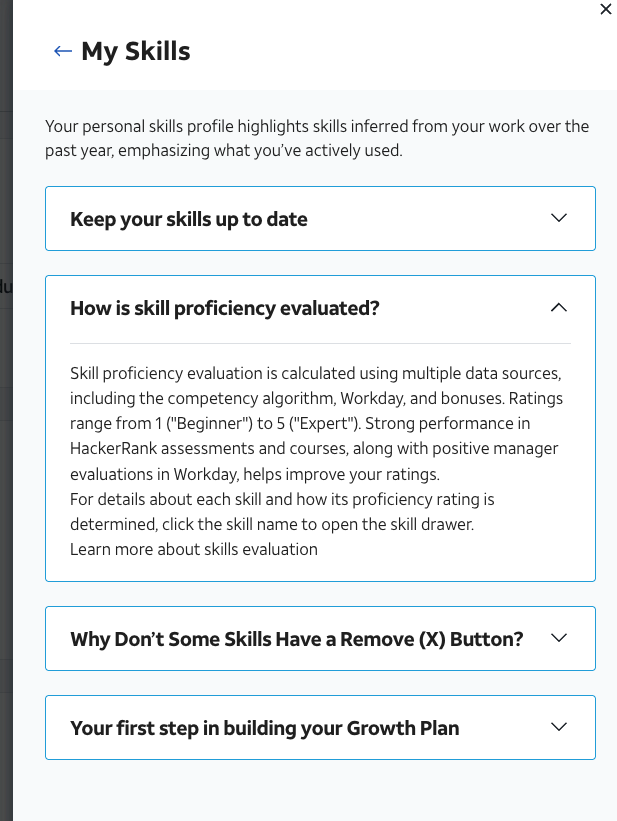 My Skills
Your personal skills profile highlights skills inferred from your work over the
past year, emphasizing what you’ve actively used.
Keep your skills up to date
How is skill proficiency evaluated?
Skill proficiency evaluation is calculated using multiple data sources,
including the competency algorithm, Workday, and bonuses. Ratings
range from 1 ("Beginner") to 5 ("Expert"). Strong performance in
HackerRank assessments and courses, along with positive manager
evaluations in Workday, helps improve your ratings.
For details about each skill and how its proficiency rating is
determined, click the skill name to open the skill drawer.
Learn more about skills evaluation
Why Don’t Some Skills Have a Remove (X) Button?
Your first step in building your Growth Plan